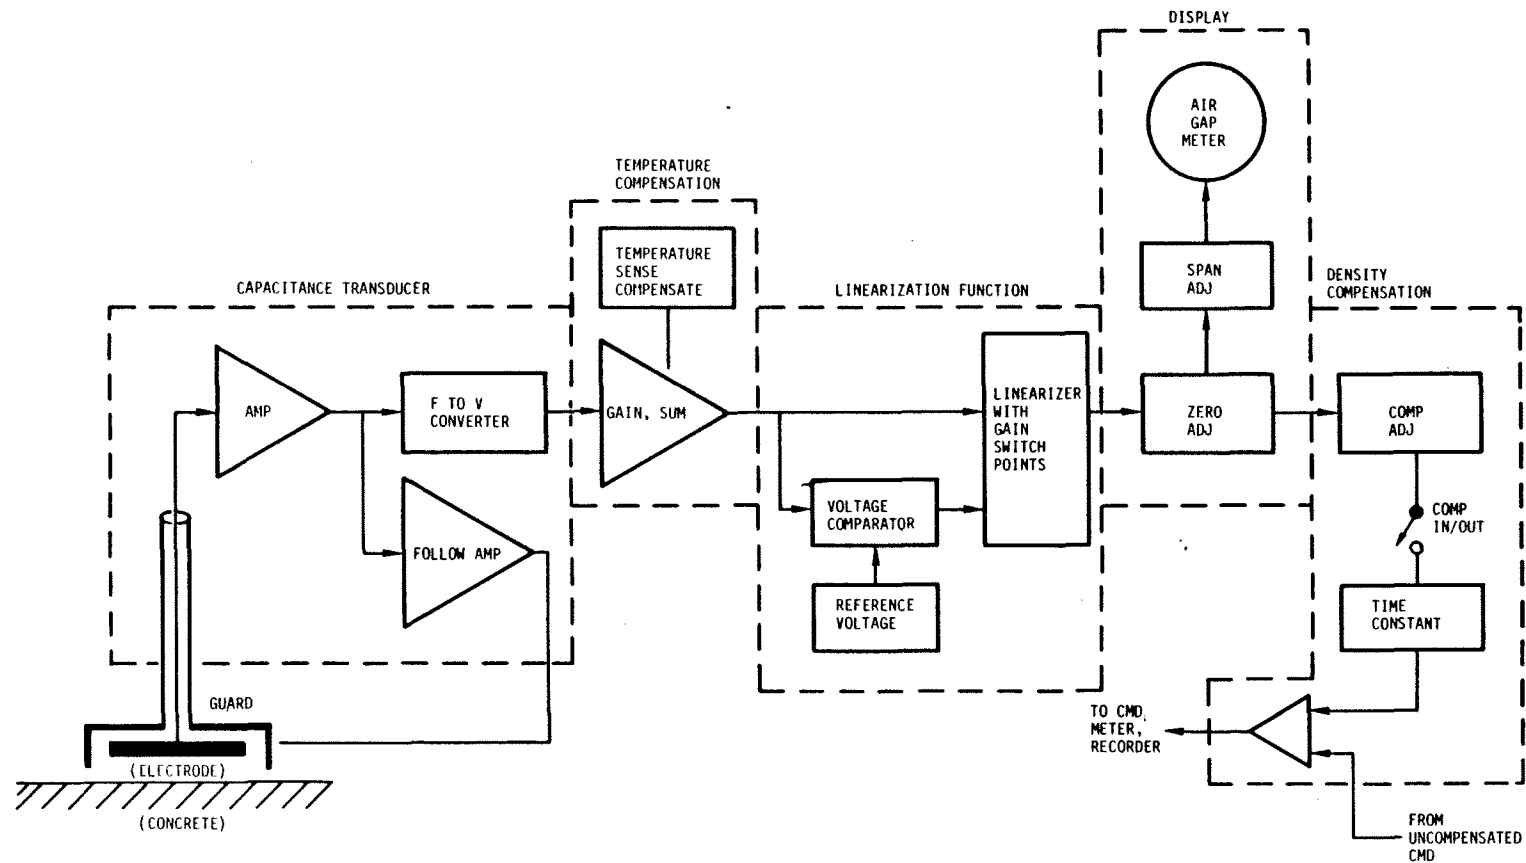 DISPLAY
AIR
GAP
METER
TEMPERATURE
COMPENSATION
TEMPERATURE
SENSE
COMPENSATE
SPAN
ADJ
DENSITY
COMPENSATION
CAPACITANCE TRANSDUCER
LINEARIZATION FUNCTION
AMP
F TO V
CONVERTER
GAIN, SUM
LINEARIZER
WITH
GAIN
SWITCH
POINTS
ZERO
ADJ
COMP
ADJ
VOLTAGE
COMPARATOR
COMP
IN/OUT
FOLLOW AMP
REFERENCE
VOLTAGE
TIME
CONSTANT
GUARD
TO CMD,
METER,
RECORDER
(ELECTRODE)
(CONCRETE)
FROM
UNCOMPENSATED
CMD